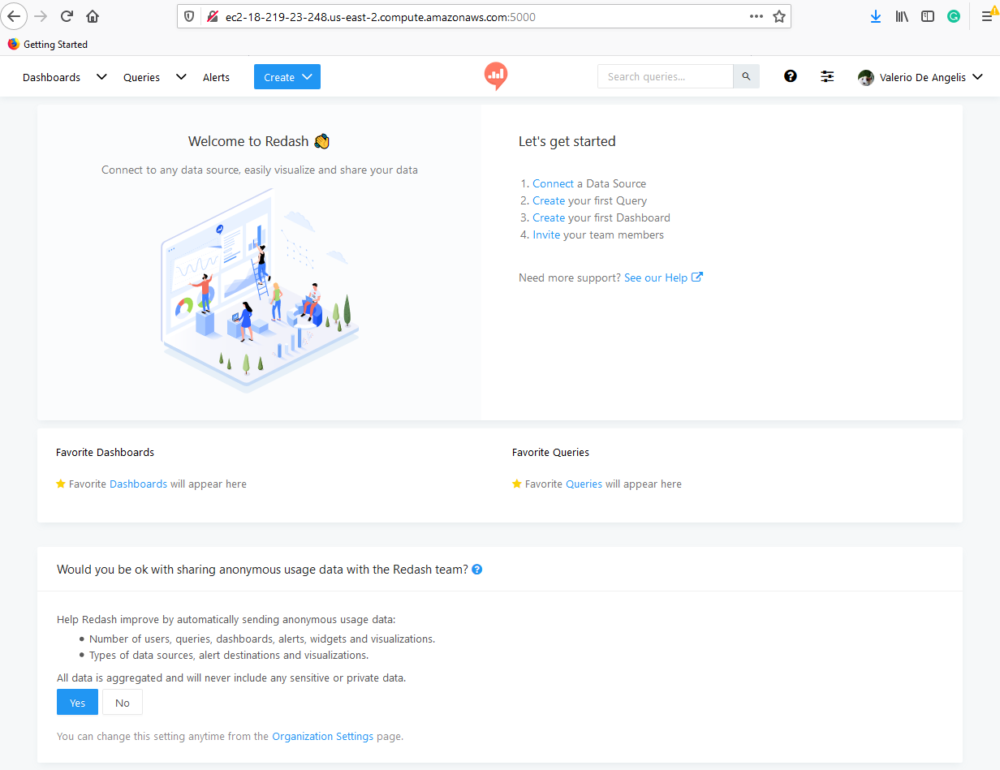 ec2-18-219-23-248.us-east-2.compute.amazonaws.com:5000
Getting Started
Dashboards Queries Alerts Create Search queries... Valerio De Angelis
Welcome to Redash
Connect to any data source, easily visualize and share your data
Let's get started
1. Connect a Data Source
2. Create your first Query
3. Create your first Dashboard
4. Invite your team members
Need more support? See our Help
Favorite Dashboards
Favorite Dashboards will appear here
Favorite Queries
Favorite Queries will appear here
Would you be ok with sharing anonymous usage data with the Redash team?
Help Redash improve by automatically sending anonymous usage data:
• Number of users, queries, dashboards, alerts, widgets and visualizations.
• Types of data sources, alert destinations and visualizations.
All data is aggregated and will never include any sensitive or private data.
Yes No
You can change this setting anytime from the Organization Settings page.